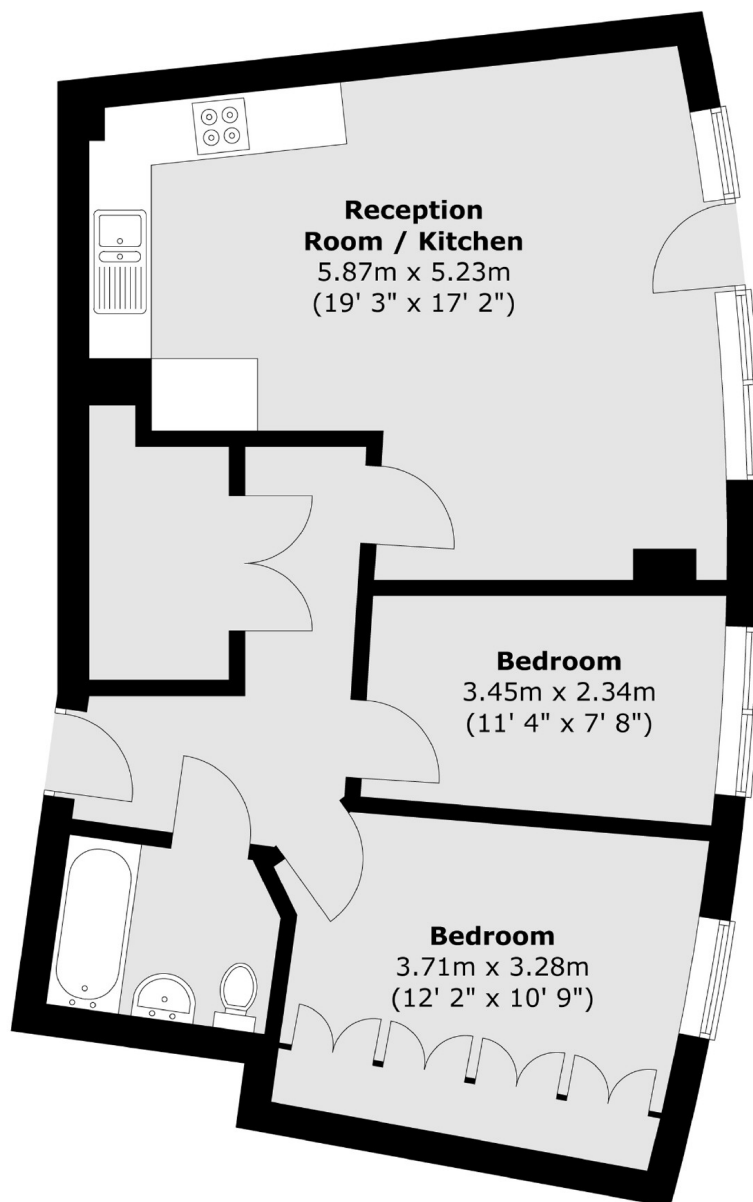 Reception
Room / Kitchen
5.87m x 5.23m
(19' 3" x 17' 2")
Bedroom
3.45m x 2.34m
(11' 4" x 7' 8")
Bedroom
3.71m x 3.28m
(12' 2" x 10' 9")